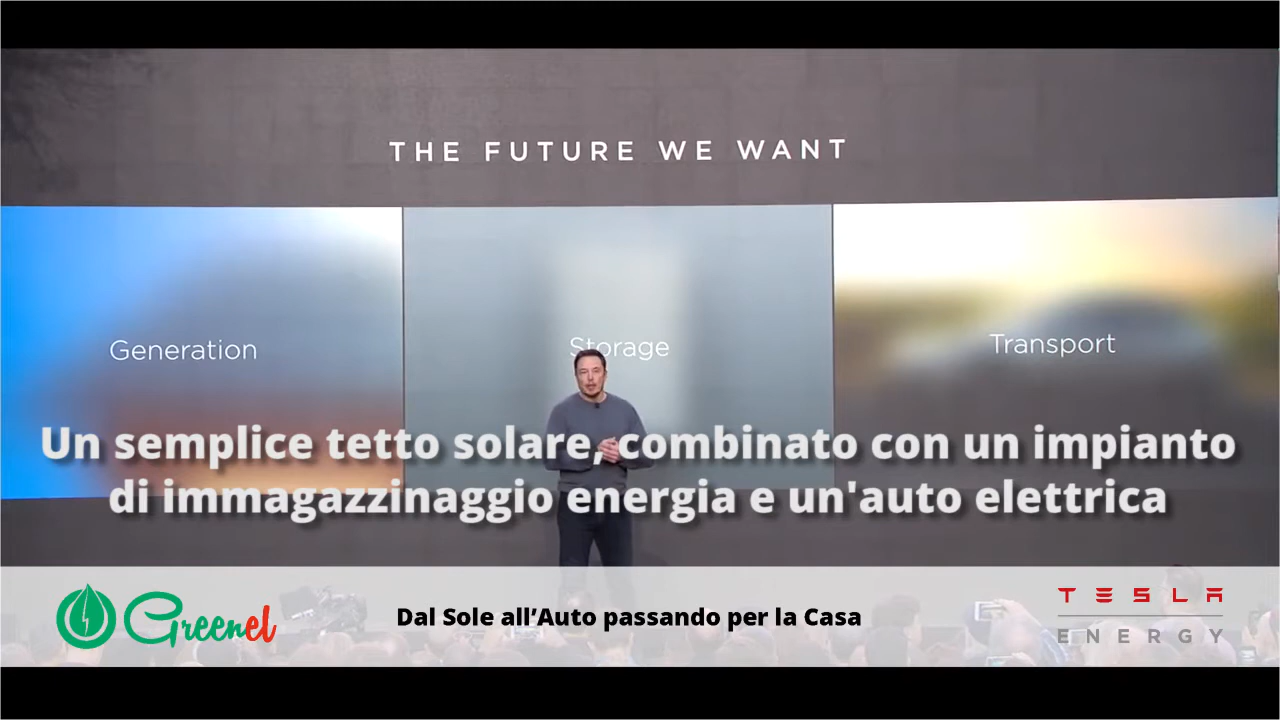 THE FUTURE WE WANT
Generation
Storage
Transport
Un semplice tetto solare, combinato con un impianto
di immagazzinaggio energia e un'auto elettrica
Greenel
Dal Sole all’Auto passando per la Casa
TESLA
ENERGY